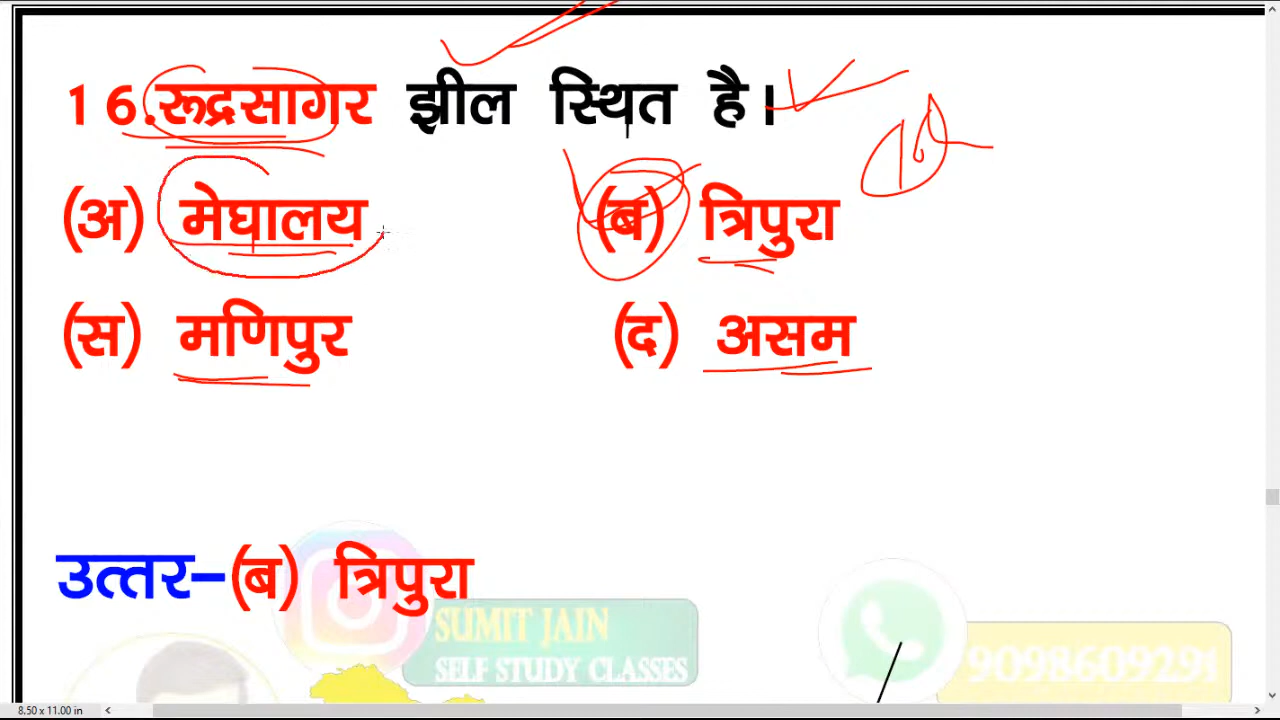 16.रूद्रसागर झील स्थित है।
(अ) मेघालय (ब) त्रिपुरा
(स) मणिपुर (द) असम
उत्तर-(ब) त्रिपुरा
SUMIT JAIN
SELF STUDY CLASSES
9098609291
8.50 x 11.00 in